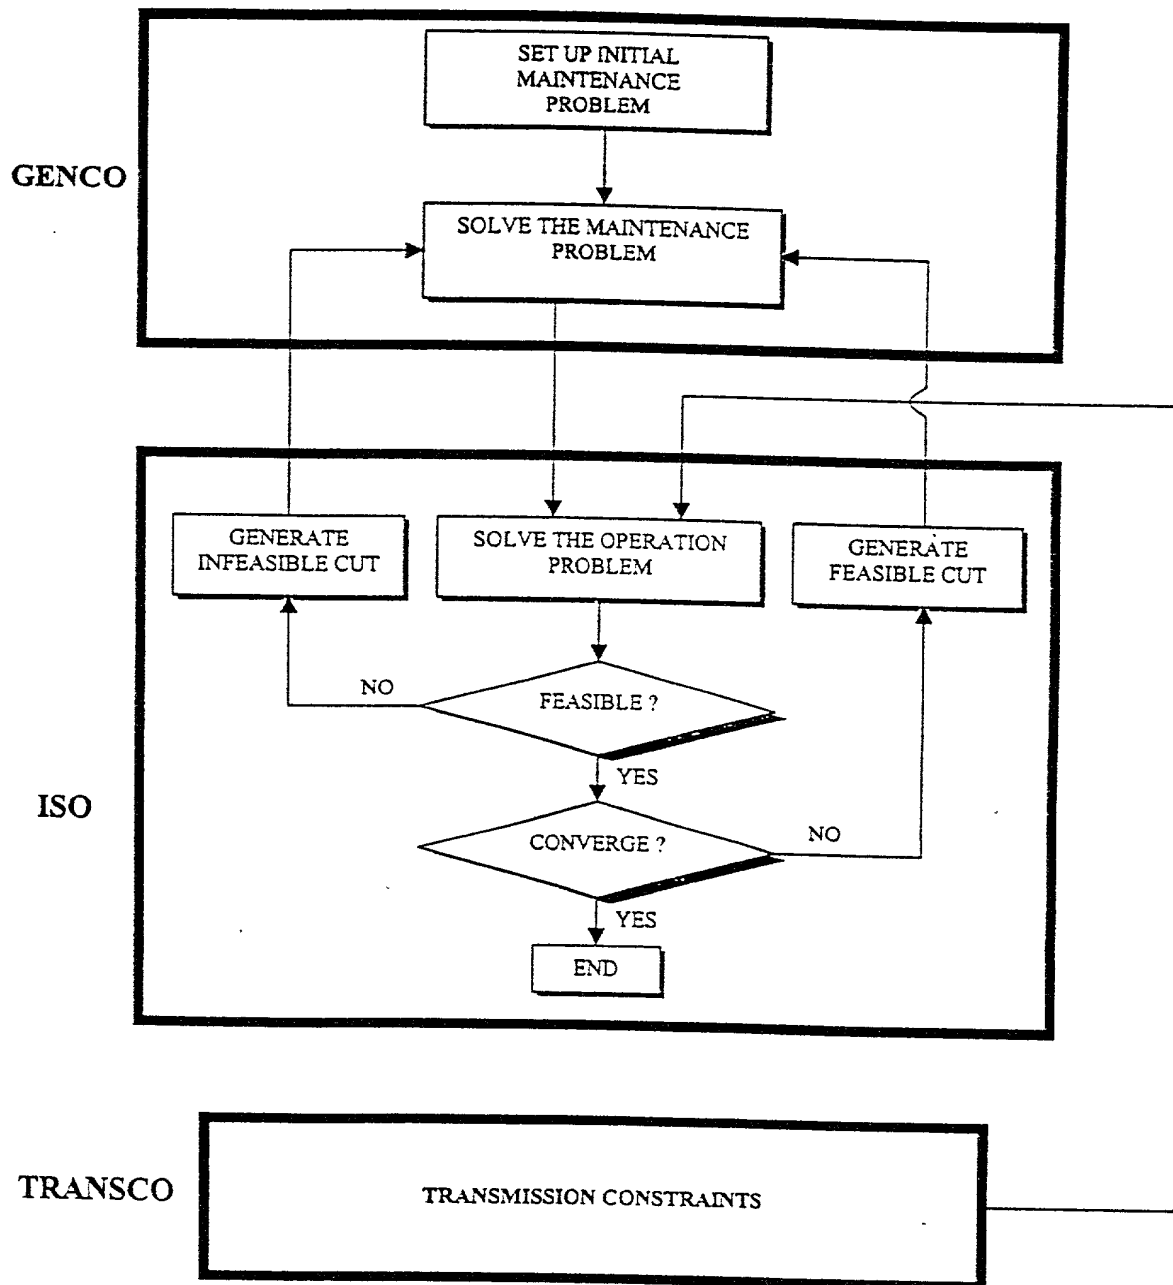 SET UP INITIAL
MAINTENANCE
PROBLEM
GENCO
SOLVE THE MAINTENANCE
PROBLEM
GENERATE
INFEASIBLE CUT
SOLVE THE OPERATION
PROBLEM
GENERATE
FEASIBLE CUT
NO
FEASIBLE ?
YES
ISO
CONVERGE ?
NO
YES
END
TRANSCO
TRANSMISSION CONSTRAINTS